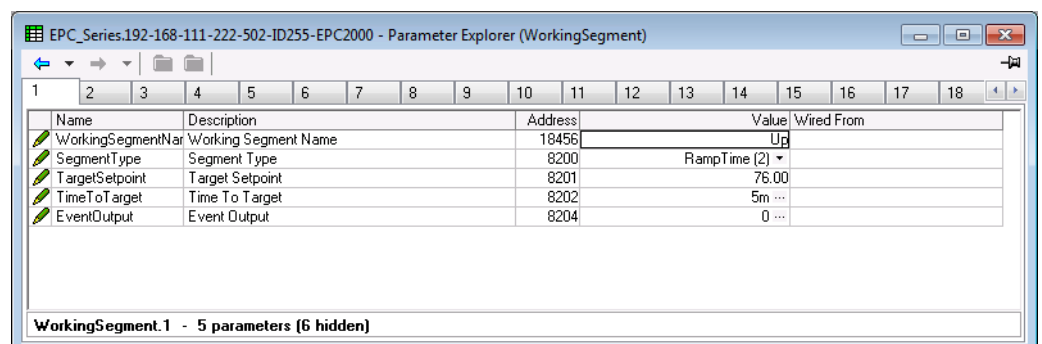 EPC_Series.192-168-111-222-502-ID255-EPC2000 - Parameter Explorer (WorkingSegment)
1 2 3 4 5 6 7 8 9 10 11 12 13 14 15 16 17 18
Name Description Address Value Wired From
WorkingSegmentNar Working Segment Name 18456 Up
SegmentType Segment Type 8200 RampTime (2)
TargetSetpoint Target Setpoint 8201 76.00
TimeToTarget Time To Target 8202 5m ...
EventOutput Event Output 8204 0 ...
WorkingSegment.1 - 5 parameters (6 hidden)